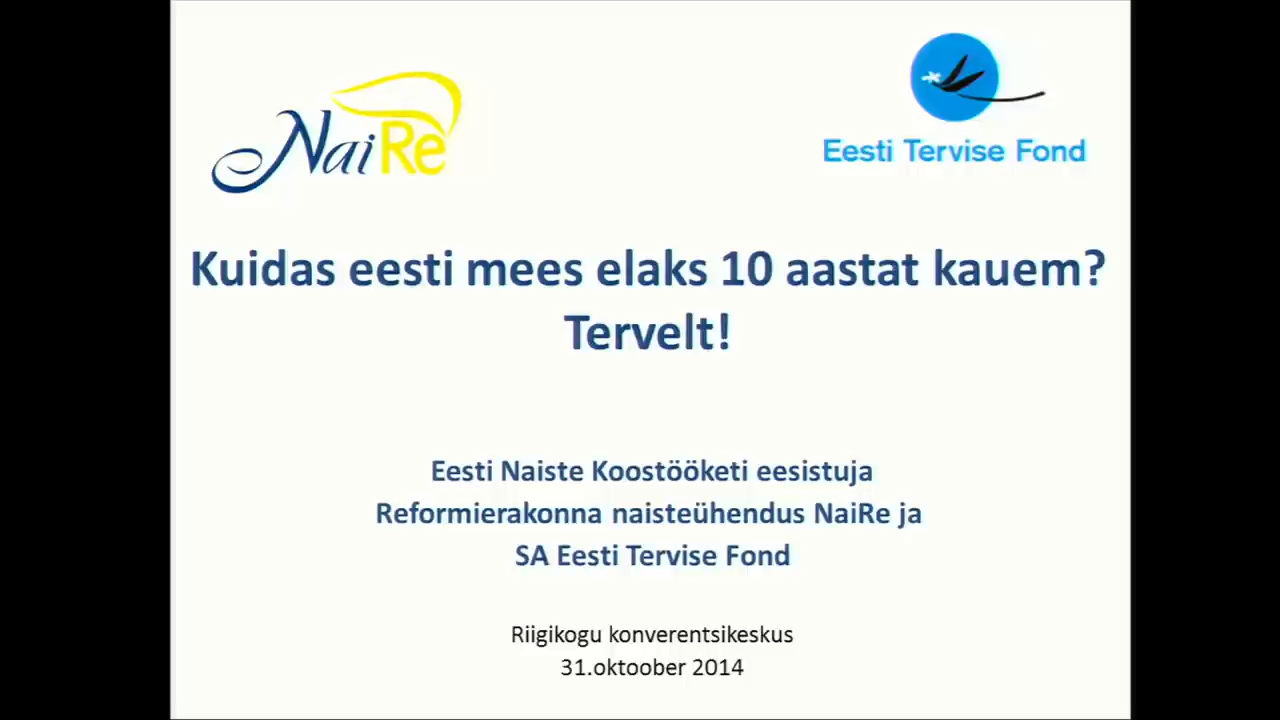 NaiRe
Eesti Tervise Fond
Kuidas eesti mees elaks 10 aastat kauem?
Tervelt!
Eesti Naiste Koostööketi eesistuja
Reformierakonna naisteühendus NaiRe ja
SA Eesti Tervise Fond
Riigikogu konverentsikeskus
31.oktoober 2014